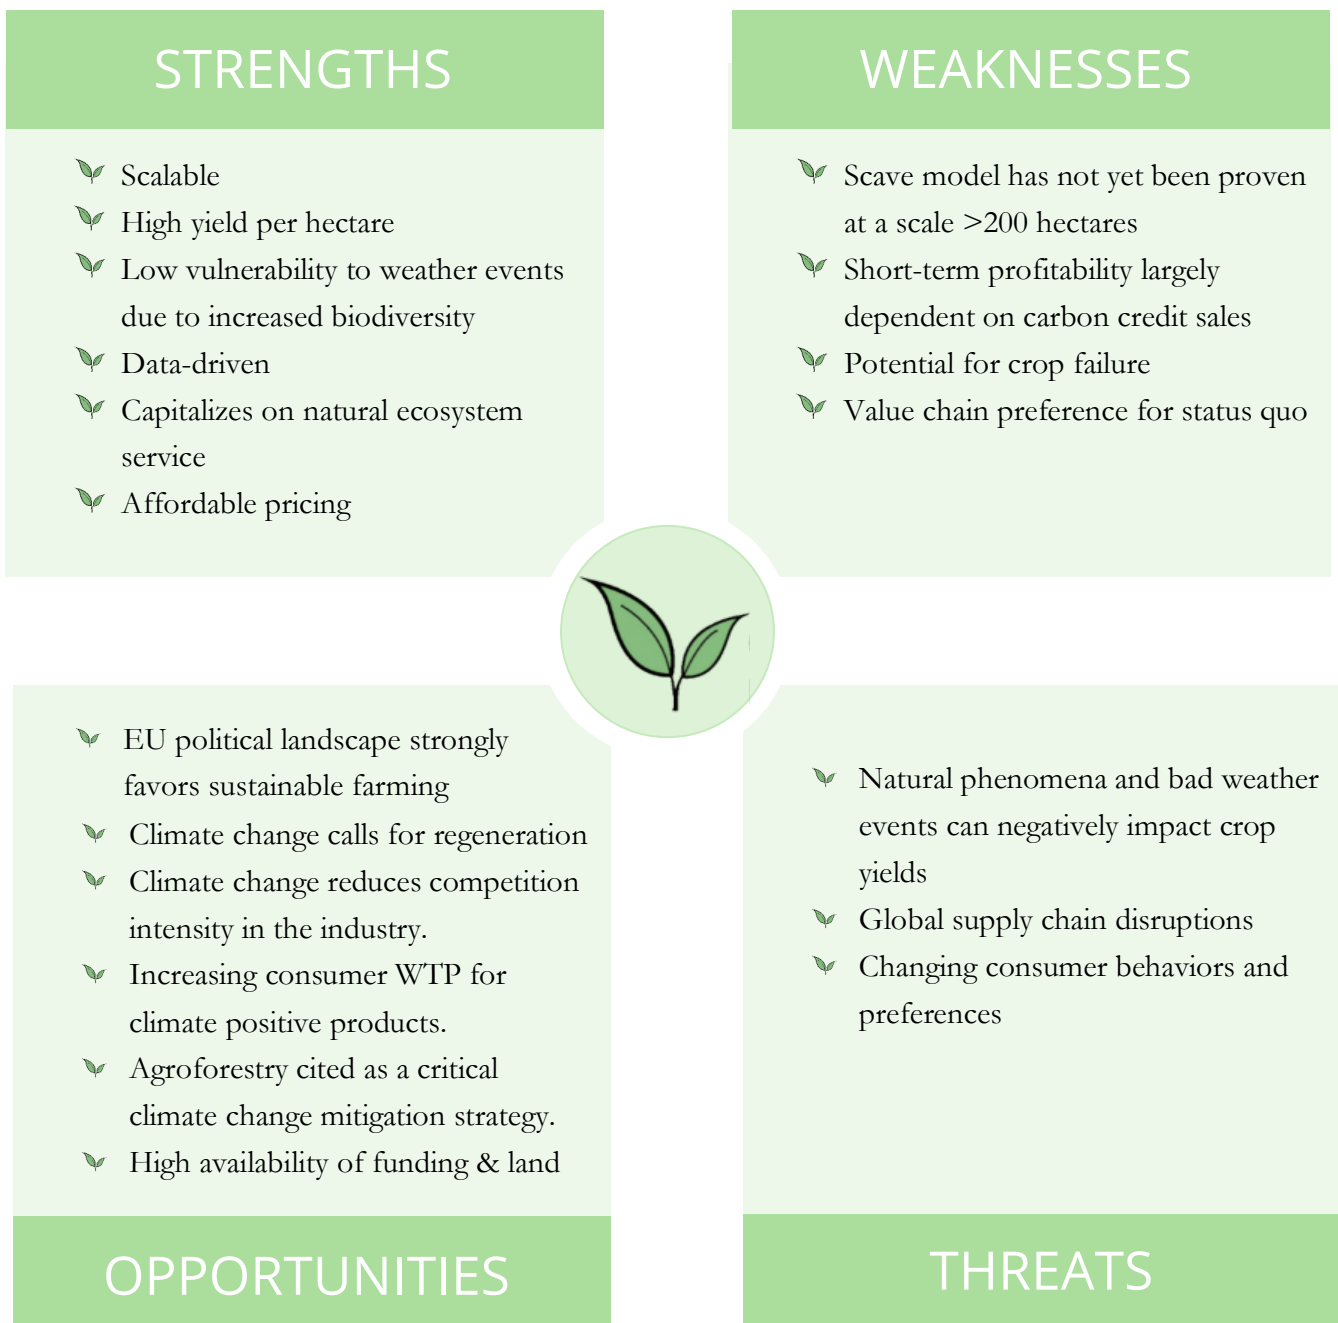 STRENGTHS
Scalable
High yield per hectare
Low vulnerability to weather events
due to increased biodiversity
Data-driven
Capitalizes on natural ecosystem
service
Affordable pricing
WEAKNESSES
Scave model has not yet been proven
at a scale >200 hectares
Short-term profitability largely
dependent on carbon credit sales
Potential for crop failure
Value chain preference for status quo
EU political landscape strongly
favors sustainable farming
Climate change calls for regeneration
Climate change reduces competition
intensity in the industry.
Increasing consumer WTP for
climate positive products.
Agroforestry cited as a critical
climate change mitigation strategy.
High availability of funding & land
OPPORTUNITIES
Natural phenomena and bad weather
events can negatively impact crop
yields
Global supply chain disruptions
Changing consumer behaviors and
preferences
THREATS